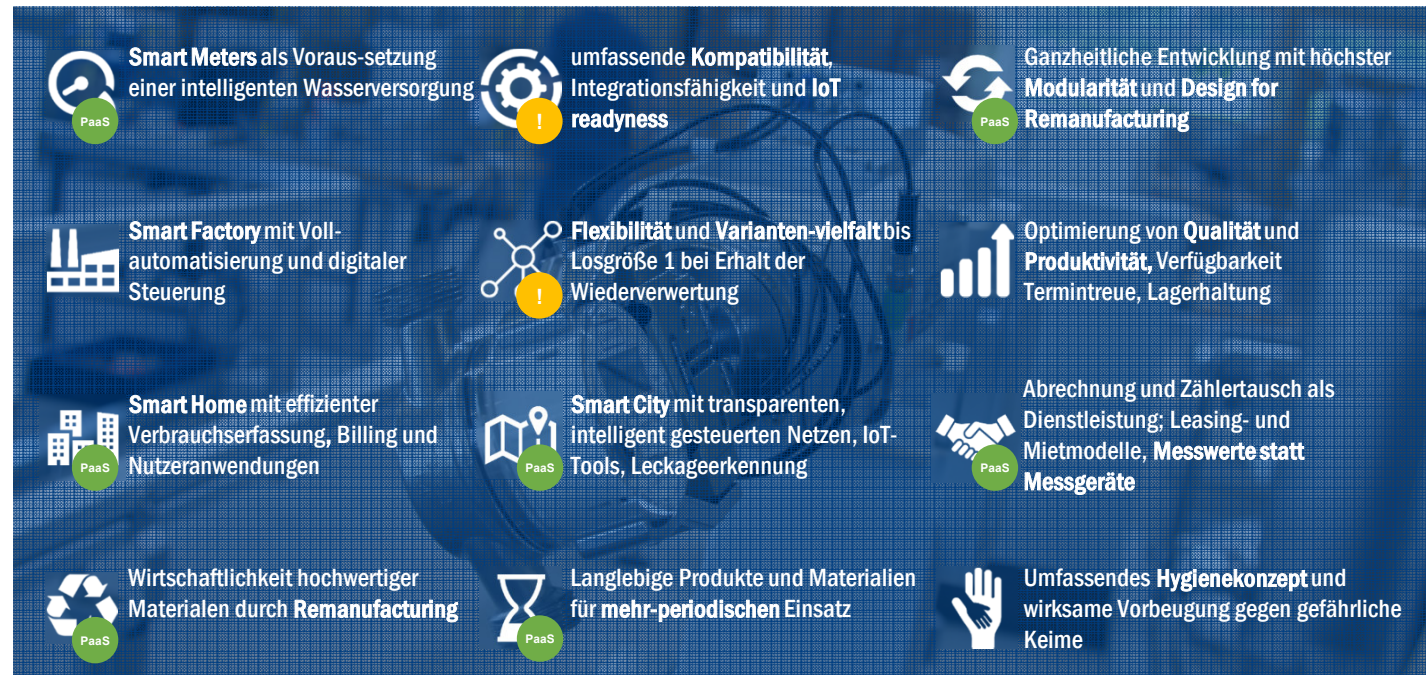 Smart Meters als Voraus-setzung
einer intelligenten Wasserversorgung
PaaS
umfassende Kompatibilität,
Integrationsfähigkeit und IoT
readyness
!
Ganzheitliche Entwicklung mit höchster
Modularität und Design for
Remanufacturing
PaaS
Smart Factory mit Voll-
automatisierung und digitaler
Steuerung
Flexibilität und Varianten-vielfalt bis
Losgröße 1 bei Erhalt der
Wiederverwertung
!
Optimierung von Qualität und
Produktivität, Verfügbarkeit
Termintreue, Lagerhaltung
Smart Home mit effizienter
Verbrauchserfassung, Billing und
Nutzeranwendungen
PaaS
Smart City mit transparenten,
intelligent gesteuerten Netzen, IoT-
Tools, Leckageerkennung
PaaS
Abrechnung und Zählertausch als
Dienstleistung; Leasing- und
Mietmodelle, Messwerte statt
Messgeräte
PaaS
Wirtschaftlichkeit hochwertiger
Materialen durch Remanufacturing
PaaS
Langlebige Produkte und Materialien
für mehr-periodischen Einsatz
PaaS
Umfassendes Hygienekonzept und
wirksame Vorbeugung gegen gefährliche
Keime